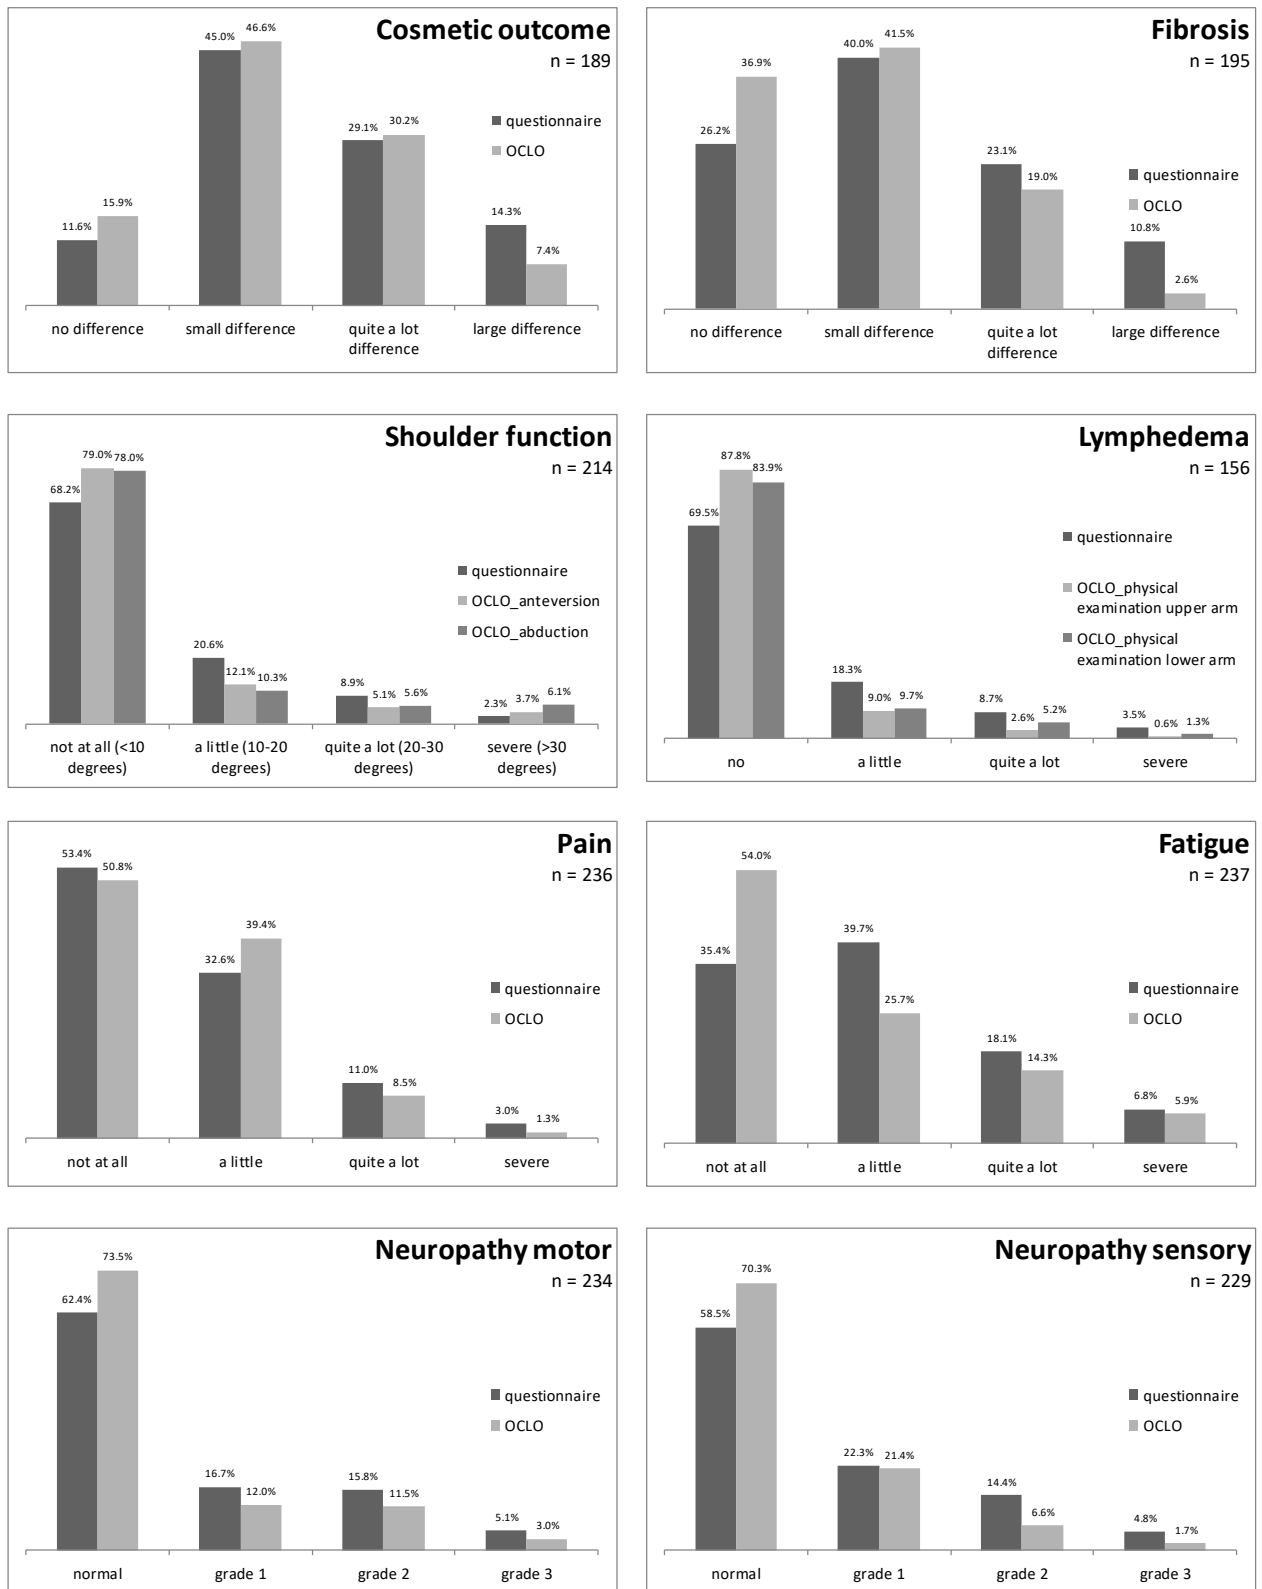 Cosmetic outcome
n = 189
45.0%
46.6%
29.1%
30.2%
11.6%
15.9%
14.3%
7.4%
questionnaire
OCLO
no difference
small difference
quite a lot
difference
large difference
Fibrosis
n = 195
26.2%
36.9%
40.0%
41.5%
23.1%
19.0%
10.8%
2.6%
questionnaire
OCLO
no difference
small difference
quite a lot
difference
large difference
Shoulder function
n = 214
68.2%
79.0%
78.0%
20.6%
12.1%
10.3%
8.9%
5.1%
5.6%
2.3%
3.7%
6.1%
questionnaire
OCLO_anteversion
OCLO_abduction
not at all (<10
degrees)
a little (10-20
degrees)
quite a lot (20-30
degrees)
severe (>30
degrees)
Lymphedema
n = 156
69.5%
87.8%
83.9%
18.3%
9.0%
9.7%
8.7%
2.6%
5.2%
3.5%
0.6%
1.3%
questionnaire
OCLO_physical
examination upper arm
OCLO_physical
examination lower arm
no
a little
quite a lot
severe
Pain
n = 236
53.4%
50.8%
32.6%
39.4%
11.0%
8.5%
3.0%
1.3%
questionnaire
OCLO
not at all
a little
quite a lot
severe
Fatigue
n = 237
35.4%
54.0%
39.7%
25.7%
18.1%
14.3%
6.8%
5.9%
questionnaire
OCLO
not at all
a little
quite a lot
severe
Neuropathy motor
n = 234
62.4%
73.5%
16.7%
12.0%
15.8%
11.5%
5.1%
3.0%
questionnaire
OCLO
normal
grade 1
grade 2
grade 3
Neuropathy sensory
n = 229
58.5%
70.3%
22.3%
21.4%
14.4%
6.6%
4.8%
1.7%
questionnaire
OCLO
normal
grade 1
grade 2
grade 3